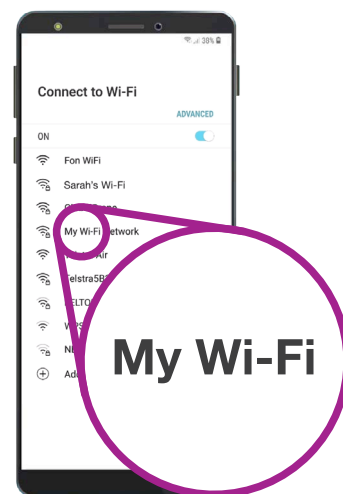 38%
Connect to Wi-Fi
ADVANCED
ON
Fon WiFi
Sarah's Wi-Fi
My Wi-Fi Network
Air
Telstra5B
My Wi-Fi